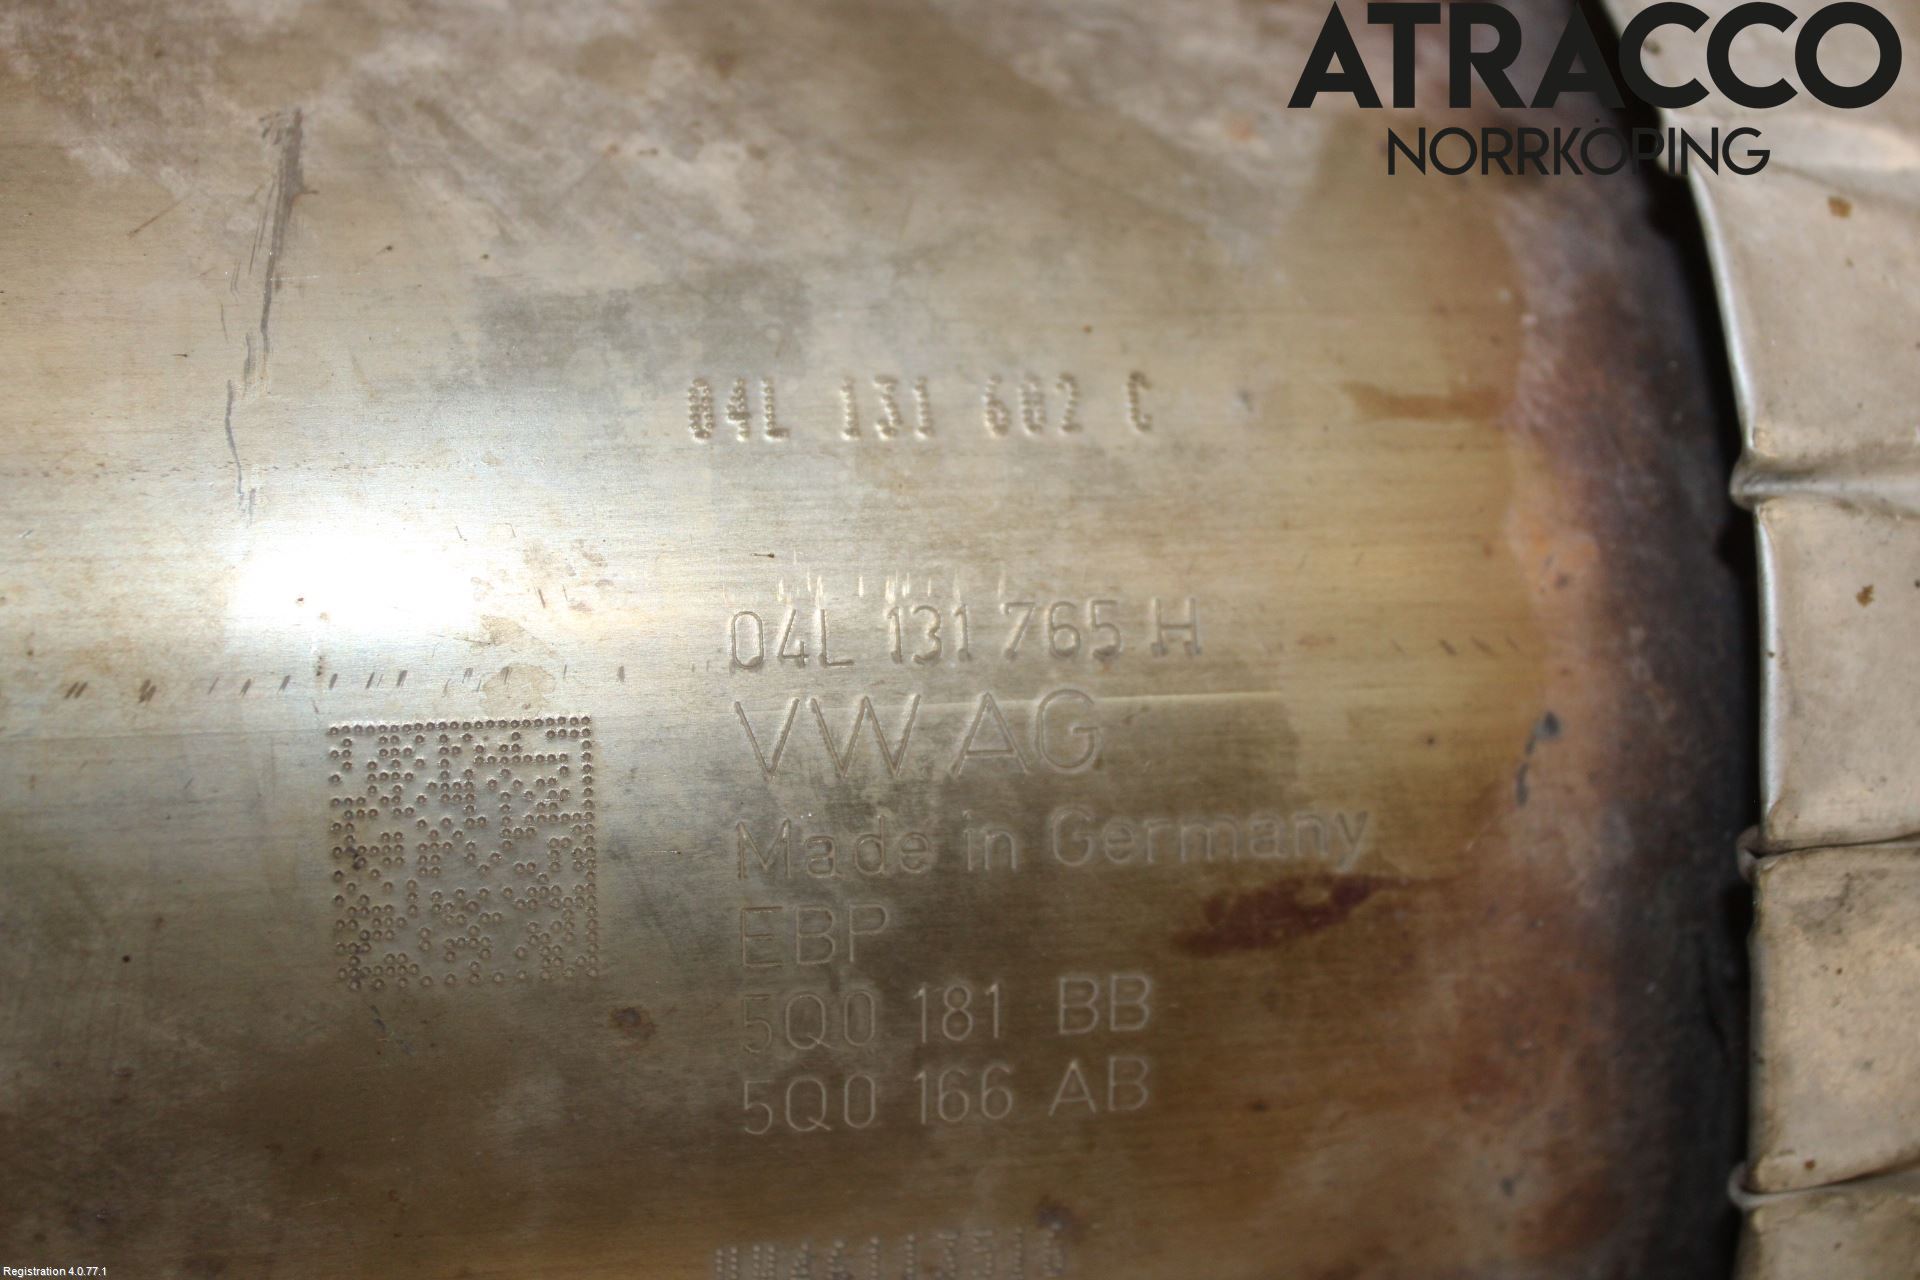 ATRACCO
NORRKÖPING
04L 131 602 C
04L 131 765 H
VW AG
Made in Germany
EBP
5Q0 181 BB
5Q0 166 AB
Registration 4.0.77.1